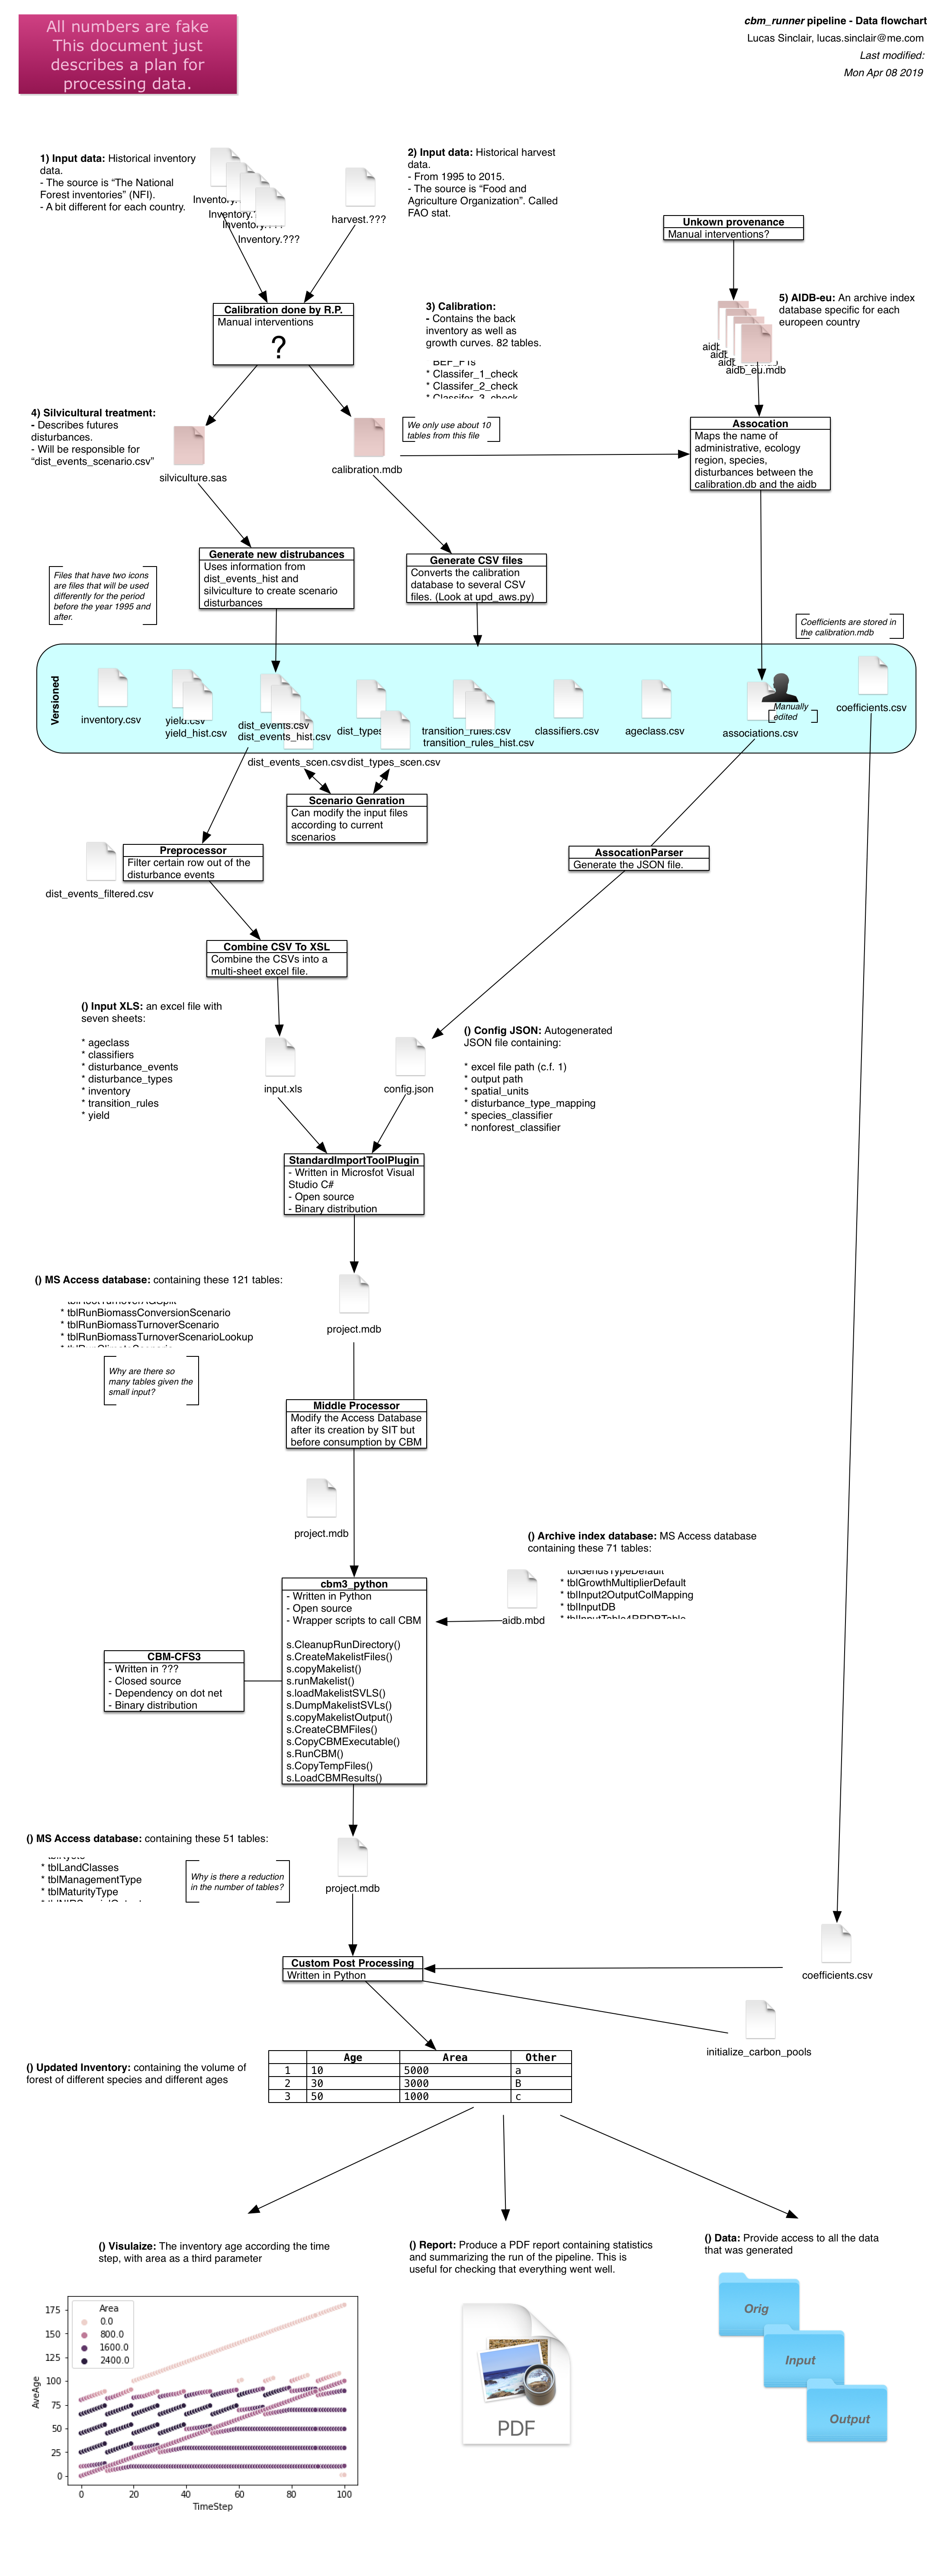 All numbers are fake
This document just
describes a plan for
processing data.
cbm_runner pipeline - Data flowchart
Lucas Sinclair, lucas.sinclair@me.com
Last modified:
Mon Apr 08 2019
1) Input data: Historical inventory
data.
- The source is “The National
Forest inventories” (NFI).
- A bit different for each country.
Inventory.???
harvest.???
2) Input data: Historical harvest
data.
- From 1995 to 2015.
- The source is “Food and
Agriculture Organization”. Called
FAO stat.
Unkown provenance
Manual interventions?
5) AIDB-eu: An archive index
database specific for each
europeen country
aidb_eu.mdb
Calibration done by R.P.
Manual interventions
?
3) Calibration:
- Contains the back
inventory as well as
growth curves. 82 tables.
* Classifer_1_check
* Classifer_2_check
* Classifer_3_check
4) Silvicultural treatment:
- Describes futures
disturbances.
- Will be responsible for
“dist_events_scenario.csv”
silviculture.sas
calibration.mdb
We only use about 10
tables from this file
Assocation
Maps the name of
administrative, ecology
region, species,
disturbances between the
calibration.db and the aidb
Generate new distrubances
Uses information from
dist_events_hist and
silviculture to create scenario
disturbances
Generate CSV files
Converts the calibration
database to several CSV
files. (Look at upd_aws.py)
Files that have two icons
are files that will be used
differently for the period
before the year 1995 and
after.
Coefficients are stored in
the calibration.mdb
Versioned
inventory.csv
yield.csv
yield_hist.csv
dist_events.csv
dist_events_hist.csv
dist_events_scen.csv
dist_types
dist_types_scen.csv
transition_rules.csv
transition_rules_hist.csv
classifiers.csv
ageclass.csv
Manually
edited
associations.csv
coefficients.csv
Scenario Genration
Can modify the input files
according to current
scenarios
Preprocessor
Filter certain row out of the
disturbance events
dist_events_filtered.csv
AssocationParser
Generate the JSON file.
Combine CSV To XSL
Combine the CSVs into a
multi-sheet excel file.
() Input XLS: an excel file with
seven sheets:
* ageclass
* classifiers
* disturbance_events
* disturbance_types
* inventory
* transition_rules
* yield
input.xls
config.json
() Config JSON: Autogenerated
JSON file containing:
* excel file path (c.f. 1)
* output path
* spatial_units
* disturbance_type_mapping
* species_classifier
* nonforest_classifier
StandardImportToolPlugin
- Written in Microsfot Visual
Studio C#
- Open source
- Binary distribution
() MS Access database: containing these 121 tables:
* tblRunBiomassConversionScenario
* tblRunBiomassTurnoverScenario
* tblRunBiomassTurnoverScenarioLookup
project.mdb
Why are there so
many tables given the
small input?
Middle Processor
Modify the Access Database
after its creation by SIT but
before consumption by CBM
project.mdb
() Archive index database: MS Access database
containing these 71 tables:
* tblGrowthMultiplierDefault
* tblInput2OutputColMapping
* tblInputDB
aidb.mbd
cbm3_python
- Written in Python
- Open source
- Wrapper scripts to call CBM
s.CleanupRunDirectory()
s.CreateMakelistFiles()
s.copyMakelist()
s.runMakelist()
s.loadMakelistSVLS()
s.DumpMakelistSVLs()
s.copyMakelistOutput()
s.CreateCBMFiles()
s.CopyCBMExecutable()
s.RunCBM()
s.CopyTempFiles()
s.LoadCBMResults()
CBM-CFS3
- Written in ???
- Closed source
- Dependency on dot net
- Binary distribution
() MS Access database: containing these 51 tables:
* tblLandClasses
* tblManagementType
* tblMaturityType
Why is there a reduction
in the number of tables?
project.mdb
Custom Post Processing
Written in Python
coefficients.csv
initialize_carbon_pools
() Updated Inventory: containing the volume of
forest of different species and different ages
Age Area Other
1 10 5000 a
2 30 3000 B
3 50 1000 c
() Visulaize: The inventory age according the time
step, with area as a third parameter
() Report: Produce a PDF report containing statistics
and summarizing the run of the pipeline. This is
useful for checking that everything went well.
() Data: Provide access to all the data
that was generated
Area
0.0
800.0
1600.0
2400.0
AveAge
175
150
125
100
75
50
25
0
0 20 40 60 80 100
TimeStep
PDF
Orig
Input
Output